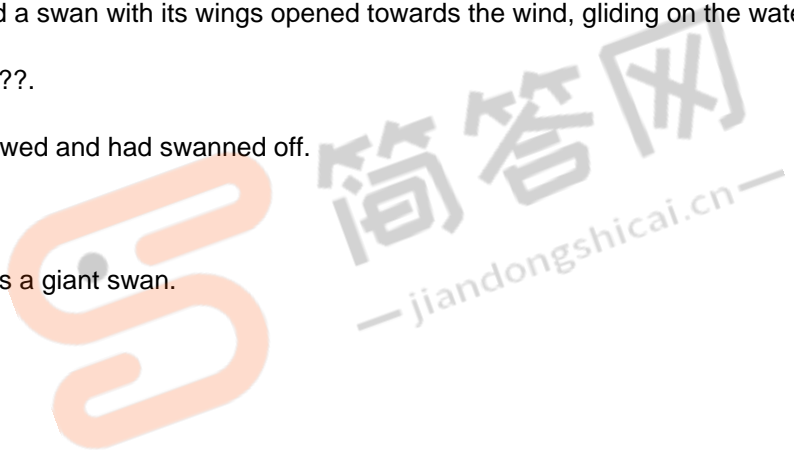 d a swan with its wings opened towards the wind, gliding on the wate
??.
wed and had swanned off.
s a giant swan.
简答网
jiandongshicai.cn